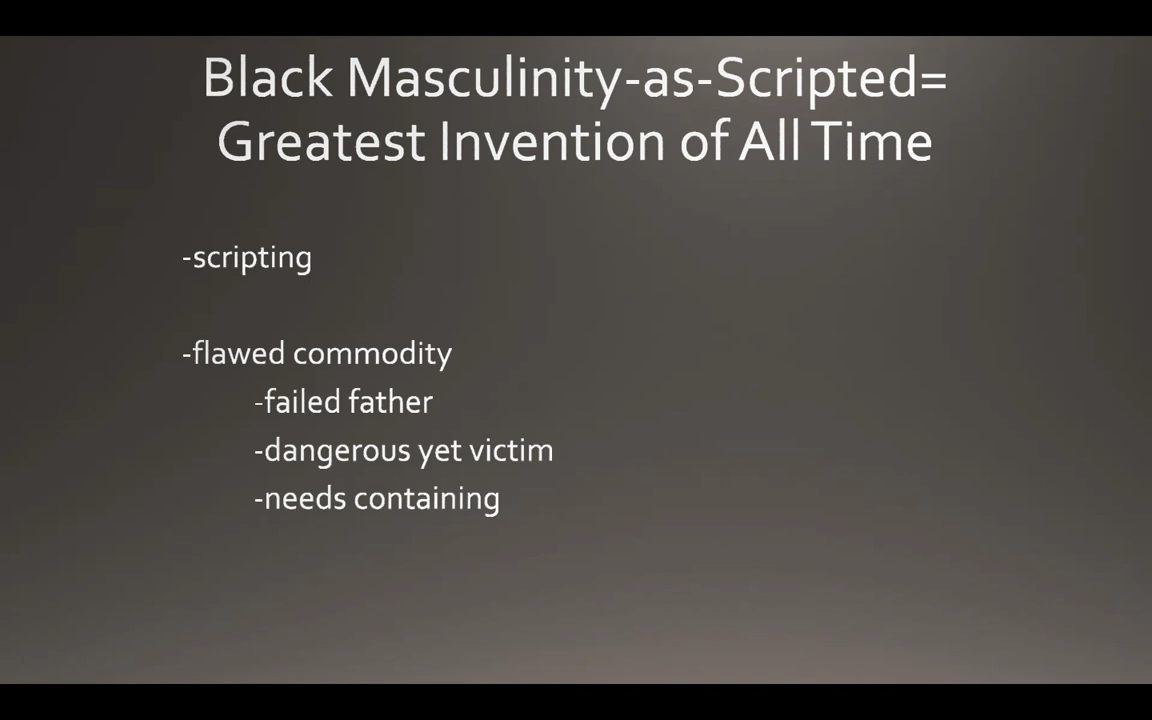 Black Masculinity-as-Scripted=
Greatest Invention of All Time
-scripting
-flawed commodity
-failed father
-dangerous yet victim
-needs containing